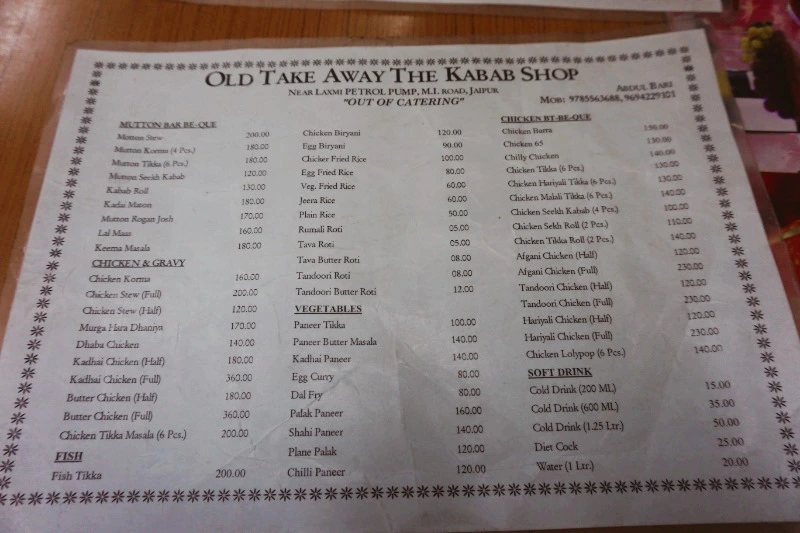 OLD TAKE AWAY THE KABAB SHOP
NEAR LAXMI PETROL PUMP, M.I. ROAD, JAIPUR
"OUT OF CATERING"
ABDUL BARI
MOB: 9785563688, 9694229101
MUTTON BAR BE-QUE
Mutton Stew 200.00
Mutton Korma (4 Pcs.) 180.00
Mutton Tikka (6 Pcs.) 180.00
Mutton Seekh Kabab 120.00
Kabab Roll 130.00
Kadai Maton 180.00
Mutton Rogan Josh 170.00
Lal Maas 160.00
Keema Masala 180.00
CHICKEN & GRAVY
Chicken Korma 160.00
Chicken Stew (Full) 200.00
Chicken Stew (Half) 120.00
Murga Hara Dhaniya 170.00
Dhaba Chicken 140.00
Kadhai Chicken (Half) 180.00
Kadhai Chicken (Full) 360.00
Butter Chicken (Half) 180.00
Butter Chicken (Full) 360.00
Chicken Tikka Masala (6 Pcs.) 200.00
FISH
Fish Tikka 200.00
Chicken Biryani 120.00
Egg Biryani 90.00
Chicker Fried Rice 100.00
Egg Fried Rice 80.00
Veg. Fried Rice 60.00
Jeera Rice 60.00
Plain Rice 50.00
Rumali Roti 05.00
Tava Roti 05.00
Tava Butter Roti 08.00
Tandoori Roti 08.00
Tandoori Butter Roti 12.00
VEGETABLES
Paneer Tikka 100.00
Paneer Butter Masala 140.00
Kadhai Paneer 140.00
Egg Curry 80.00
Dal Fry 80.00
Palak Paneer 160.00
Shahi Paneer 140.00
Plane Palak 120.00
Chilli Paneer 120.00
CHICKEN BT-BE-QUE
Chicken Barra
Chicken 65 130.00
Chilly Chicken 140.00
Chicken Tikka (6 Pcs.) 130.00
Chicken Hariyali Tikka (6 Pcs.) 130.00
Chicken Malali Tikka (6 Pcs.) 140.00
Chicken Seekh Kabab (4 Pcs.) 100.00
Chicken Sekh Roll (2 Pcs.) 110.00
Chicken Tikka Roll (2 Pcs.) 140.00
Afgani Chicken (Half) 120.00
Afgani Chicken (Full) 230.00
Tandoori Chicken (Half) 120.00
Tandoori Chicken (Full) 230.00
Hariyali Chicken (Half) 120.00
Hariyali Chicken (Full) 230.00
Chicken Lolypop (6 Pcs.) 140.00
SOFT DRINK
Cold Drink (200 ML) 15.00
Cold Drink (600 ML) 35.00
Cold Drink (1.25 Ltr.) 50.00
Diet Cock 25.00
Water (1 Ltr.) 20.00